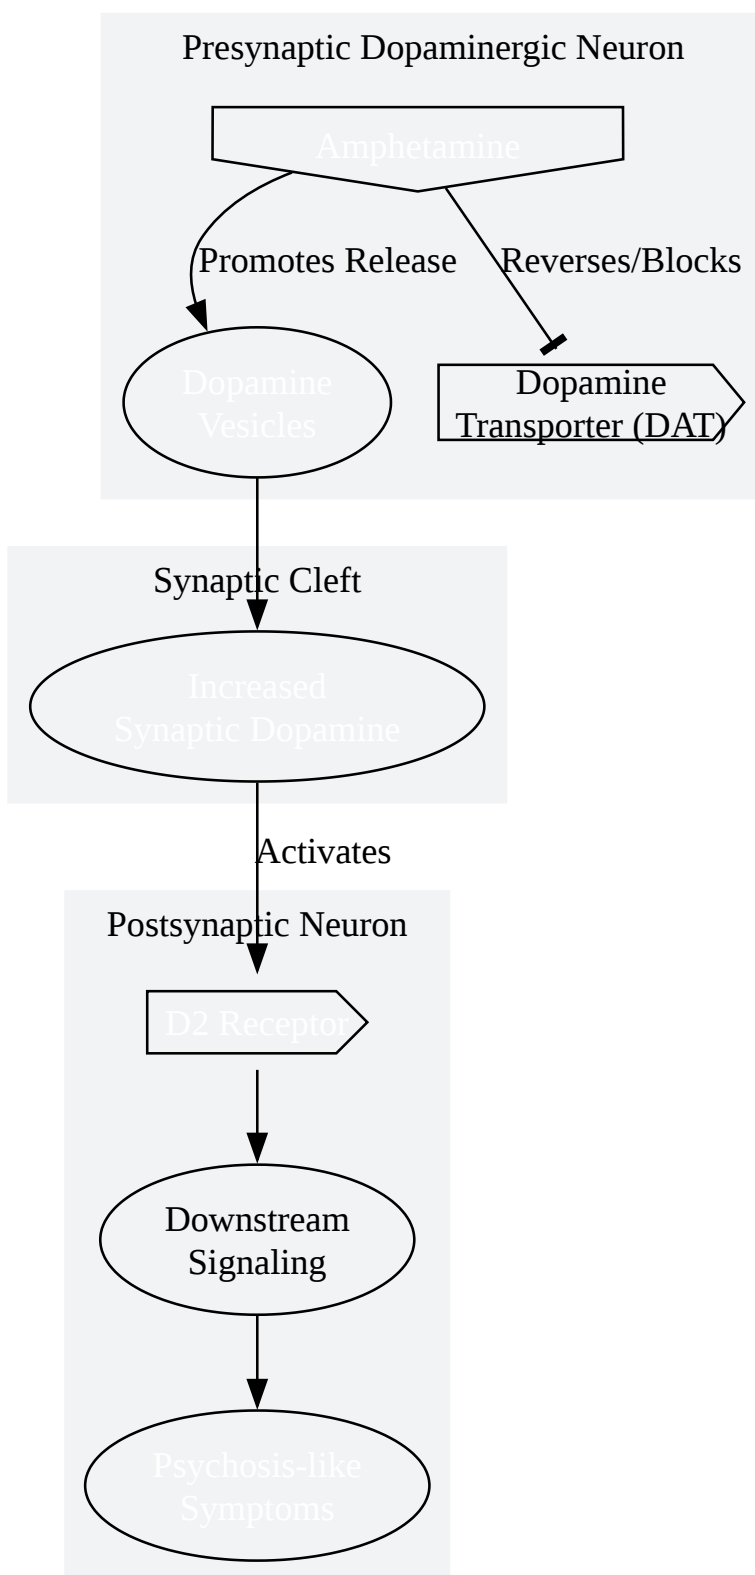 Presynaptic Dopaminergic Neuron
Amphetamine
Promotes Release
Reverses/Blocks
Dopamine
Vesicles
Dopamine
Transporter (DAT)
Synaptic Cleft
Increased
Synaptic Dopamine
Activates
Postsynaptic Neuron
D2 Receptor
Downstream
Signaling
Psychosis-like
Symptoms